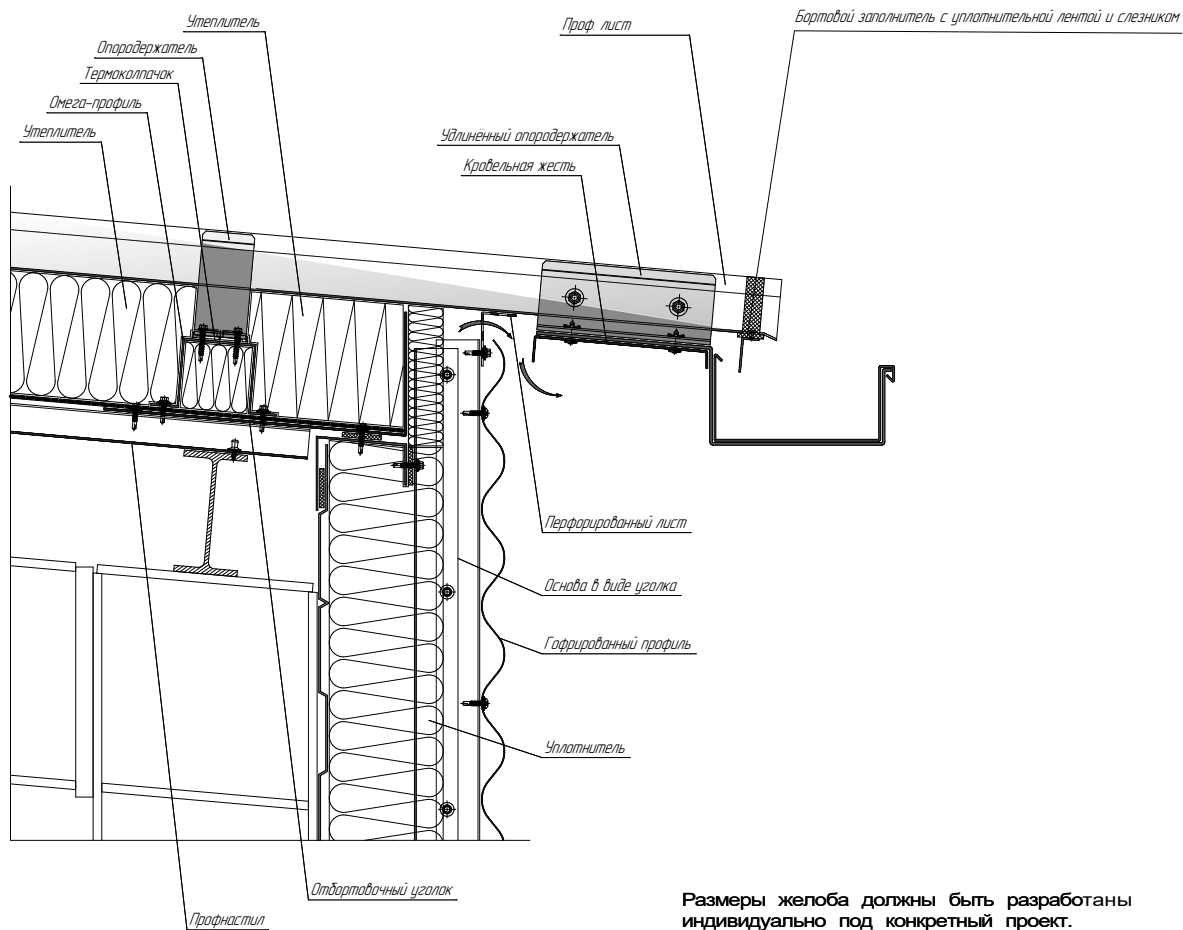 Утеплитель
Проф. лист
Бортовой заполнитель с уплотнительной лентой и слезником
Опородержатель
Термоколпачок
Омега-профиль
Утеплитель
Удлинённый опородержатель
Кровельная жесть
Перфорированный лист
Основа в виде уголка
Гофрированный профиль
Уплотнитель
Отбортовочный уголок
Профнастил
Размеры желоба должны быть разработаны
индивидуально под конкретный проект.